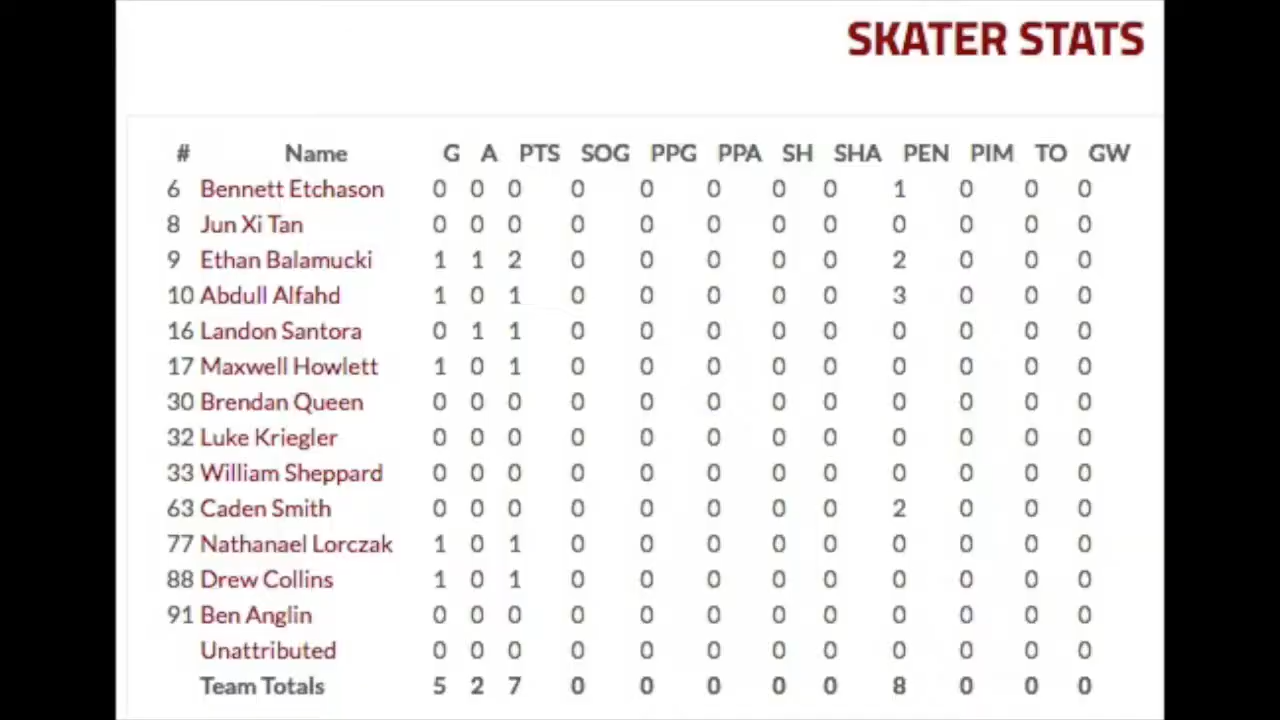 SKATER STATS
# Name G A PTS SOG PPG PPA SH SHA PEN PIM TO GW
6 Bennett Etchason 0 0 0 0 0 0 0 0 1 0 0 0
8 Jun Xi Tan 0 0 0 0 0 0 0 0 0 0 0 0
9 Ethan Balamucki 1 1 2 0 0 0 0 0 2 0 0 0
10 Abdull Alfahd 1 0 1 0 0 0 0 0 3 0 0 0
16 Landon Santora 0 1 1 0 0 0 0 0 0 0 0 0
17 Maxwell Howlett 1 0 1 0 0 0 0 0 0 0 0 0
30 Brendan Queen 0 0 0 0 0 0 0 0 0 0 0 0
32 Luke Kriegler 0 0 0 0 0 0 0 0 0 0 0 0
33 William Sheppard 0 0 0 0 0 0 0 0 0 0 0 0
63 Caden Smith 0 0 0 0 0 0 0 0 2 0 0 0
77 Nathanael Lorczak 1 0 1 0 0 0 0 0 0 0 0 0
88 Drew Collins 1 0 1 0 0 0 0 0 0 0 0 0
91 Ben Anglin 0 0 0 0 0 0 0 0 0 0 0 0
Unattributed 0 0 0 0 0 0 0 0 0 0 0 0
Team Totals 5 2 7 0 0 0 0 0 8 0 0 0